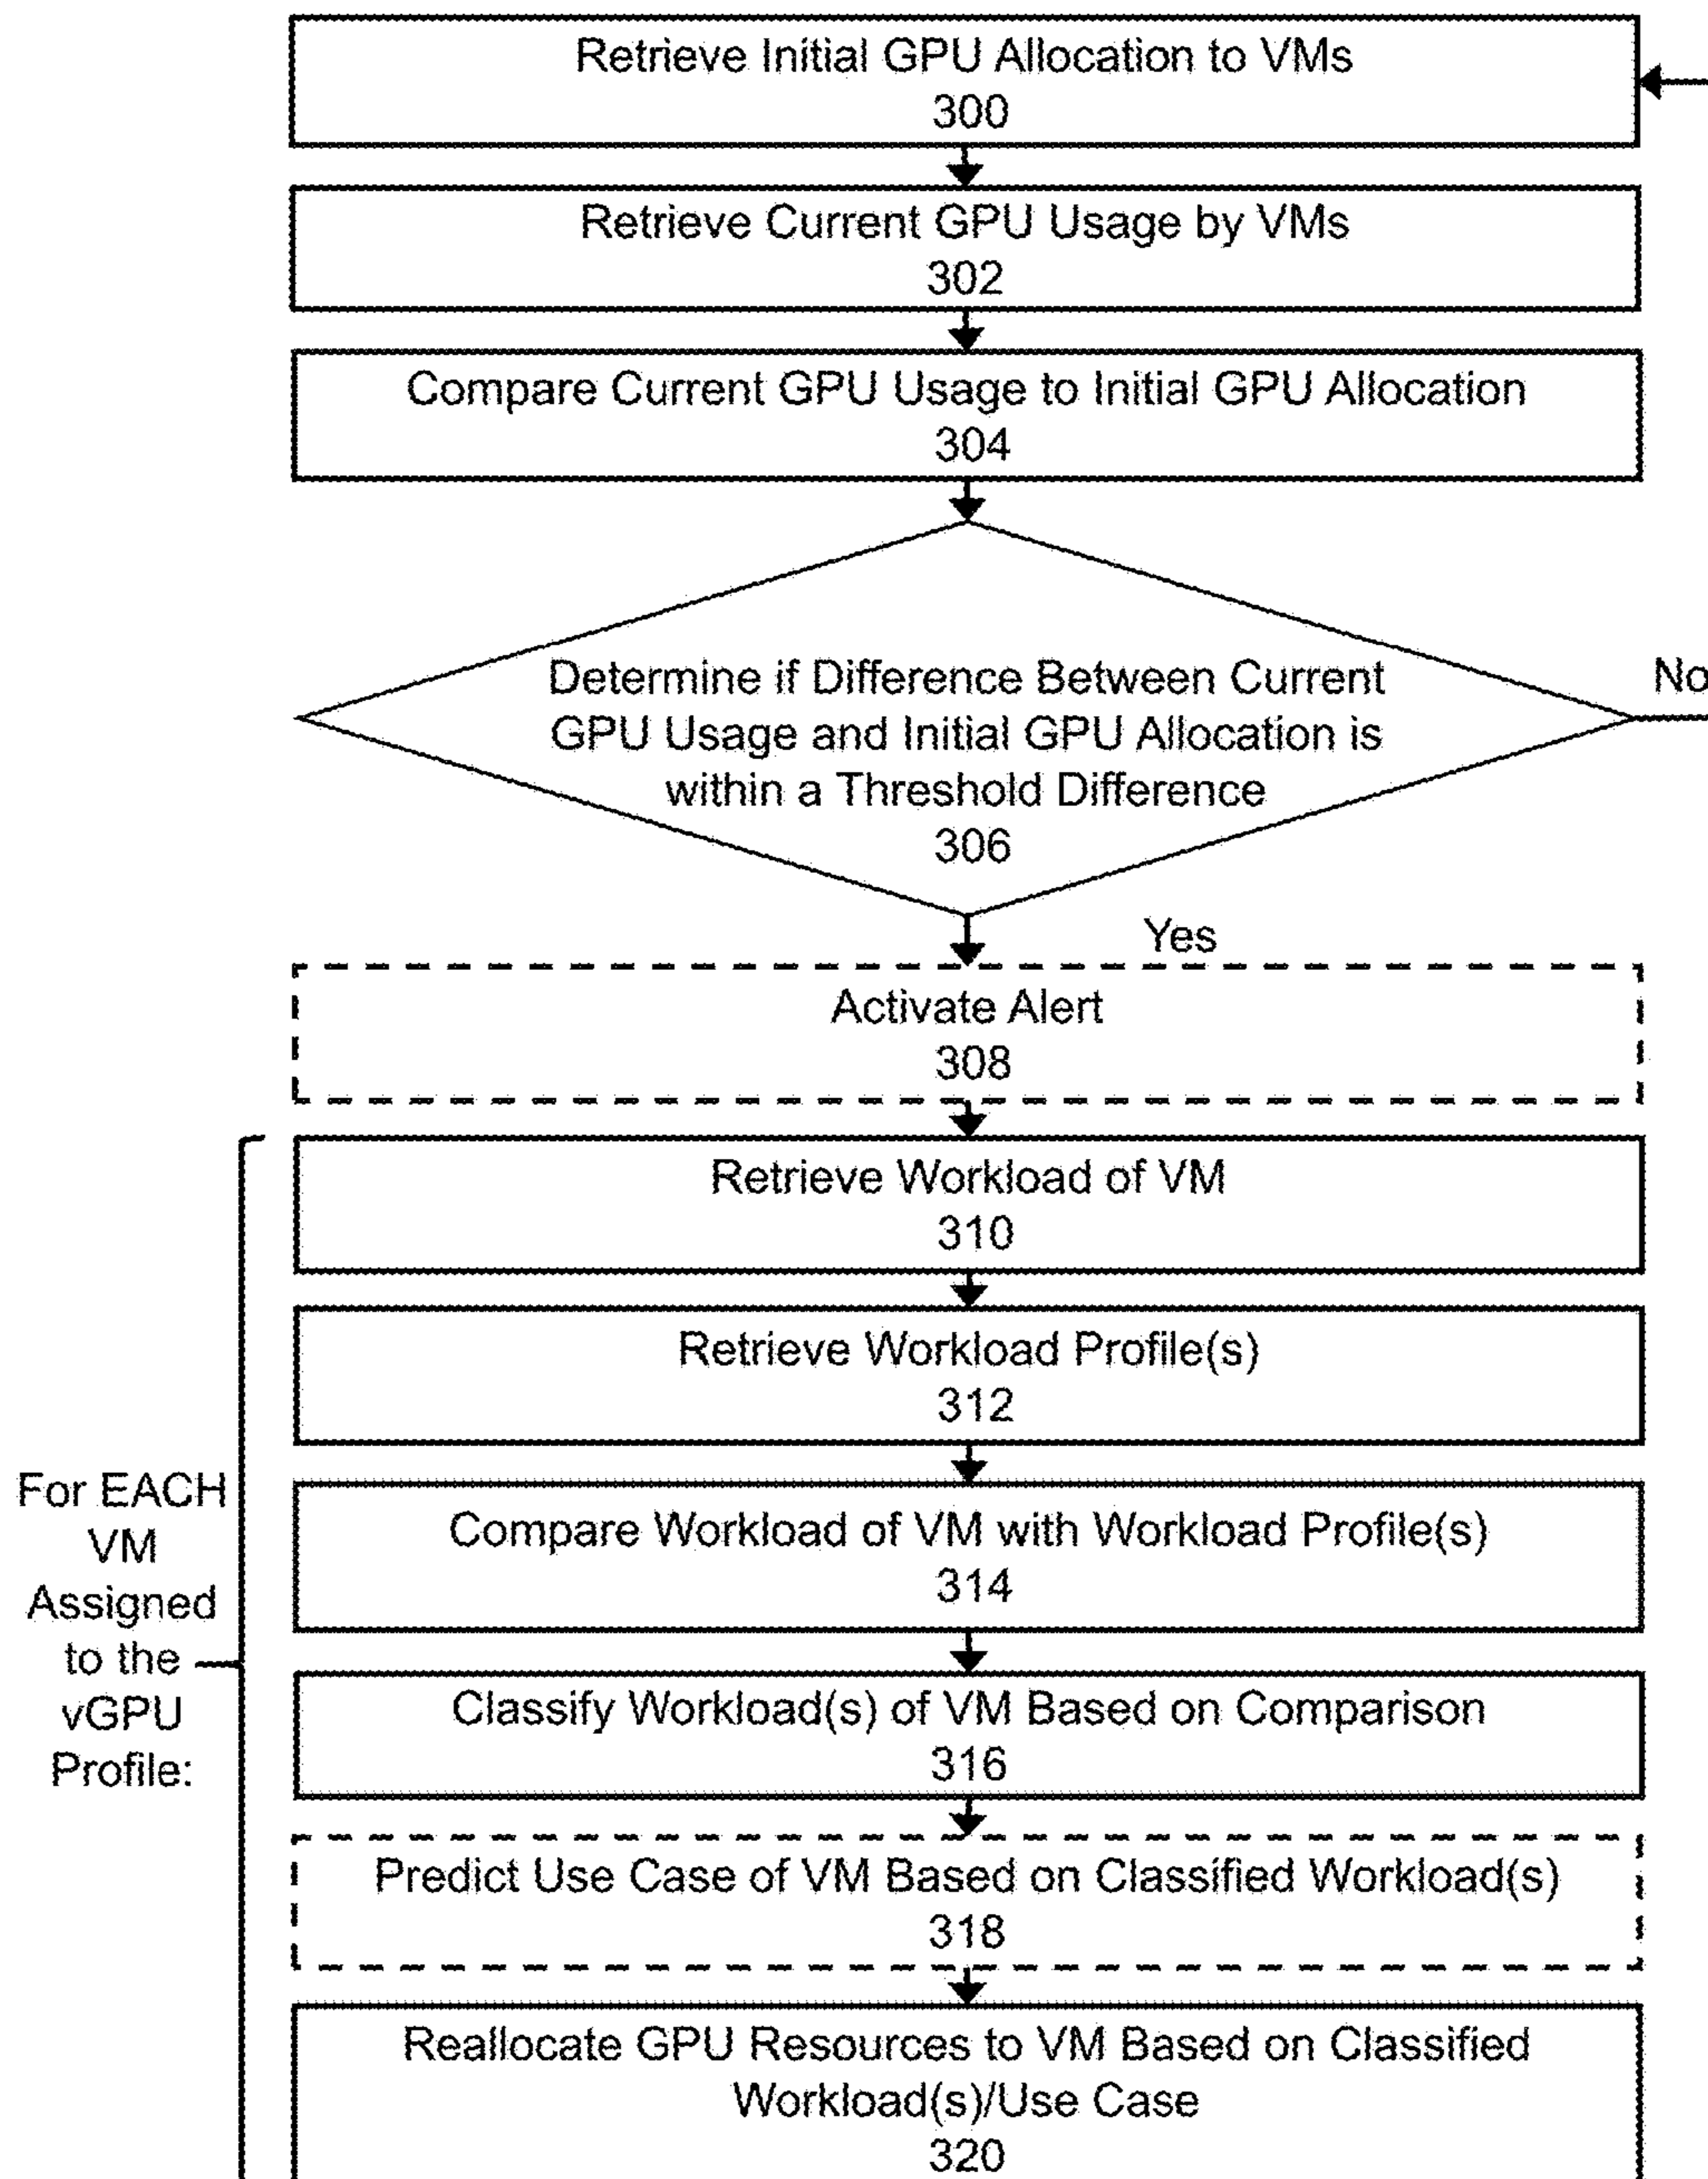 Retrieve Initial GPU Allocation to VMs
300
Retrieve Current GPU Usage by VMs
302
Compare Current GPU Usage to Initial GPU Allocation
304
Determine if Difference Between Current
GPU Usage and Initial GPU Allocation is
within a Threshold Difference
306
No
Yes
Activate Alert
308
For EACH
VM
Assigned
to the
vGPU
Profile:
Retrieve Workload of VM
310
Retrieve Workload Profile(s)
312
Compare Workload of VM with Workload Profile(s)
314
Classify Workload(s) of VM Based on Comparison
316
Predict Use Case of VM Based on Classified Workload(s)
318
Reallocate GPU Resources to VM Based on Classified
Workload(s)/Use Case
320